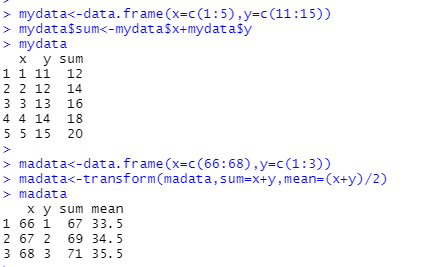 >
> mydata<-data.frame(x=c(1:5),y=c(11:15))
> mydata$sum<-mydata$x+mydata$y
> mydata
  x  y sum
1 1 11  12
2 2 12  14
3 3 13  16
4 4 14  18
5 5 15  20
>
> madata<-data.frame(x=c(66:68),y=c(1:3))
> madata<-transform(madata,sum=x+y,mean=(x+y)/2)
> madata
   x y sum mean
1 66 1  67 33.5
2 67 2  69 34.5
3 68 3  71 35.5